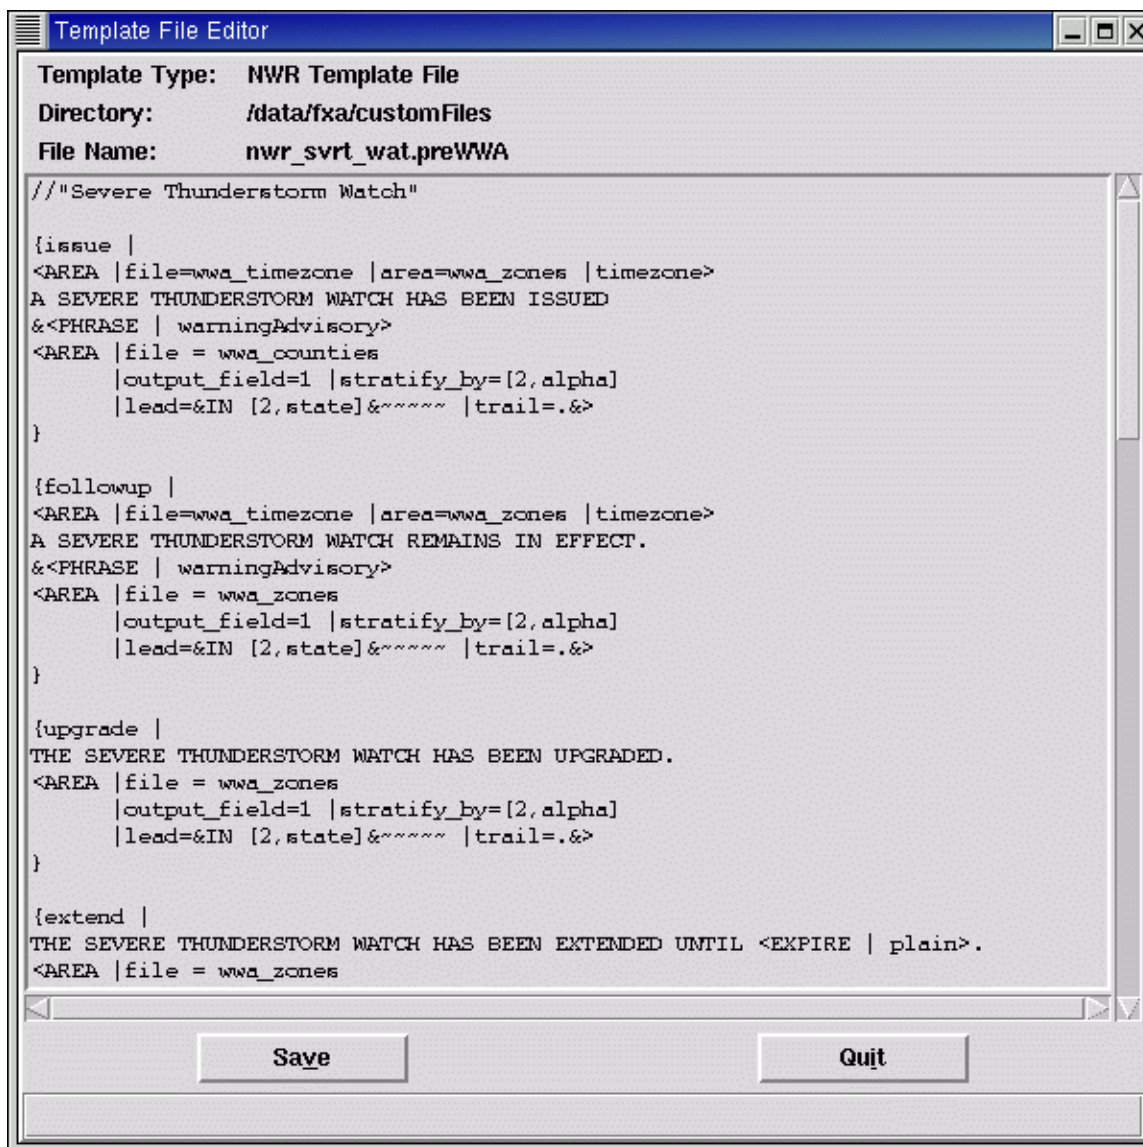 Template File Editor
Template Type: NWR Template File
Directory: /data/fxa/customFiles
File Name: nwr_svrt_wat.preWWA
//"Severe Thunderstorm Watch"
{issue |
<AREA |file=wwa_timezone |area=wwa_zones |timezone>
A SEVERE THUNDERSTORM WATCH HAS BEEN ISSUED
&<PHRASE | warningAdvisory>
<AREA |file = wwa_counties
|output_field=1 |stratify_by=[2,alpha]
|lead=&IN [2,state]&~~~~~ |trail=.&>
}
{followup |
<AREA |file=wwa_timezone |area=wwa_zones |timezone>
A SEVERE THUNDERSTORM WATCH REMAINS IN EFFECT.
&<PHRASE | warningAdvisory>
<AREA |file = wwa_zones
|output_field=1 |stratify_by=[2,alpha]
|lead=&IN [2,state]&~~~~~ |trail=.&>
}
{upgrade |
THE SEVERE THUNDERSTORM WATCH HAS BEEN UPGRADED.
<AREA |file = wwa_zones
|output_field=1 |stratify_by=[2,alpha]
|lead=&IN [2,state]&~~~~~ |trail=.&>
}
{extend |
THE SEVERE THUNDERSTORM WATCH HAS BEEN EXTENDED UNTIL <EXPIRE | plain>.
<AREA |file = wwa_zones
Save Quit